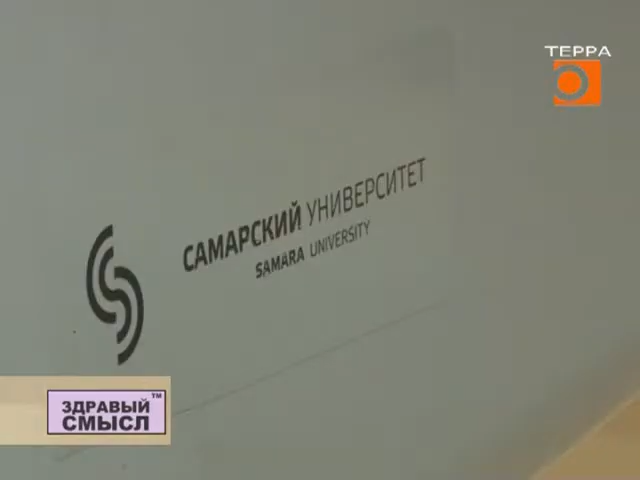 ТЕРРА
САМАРСКИЙ УНИВЕРСИТЕТ
SAMARA UNIVERSITY
ЗДРАВЫЙ™
СМЫСЛ